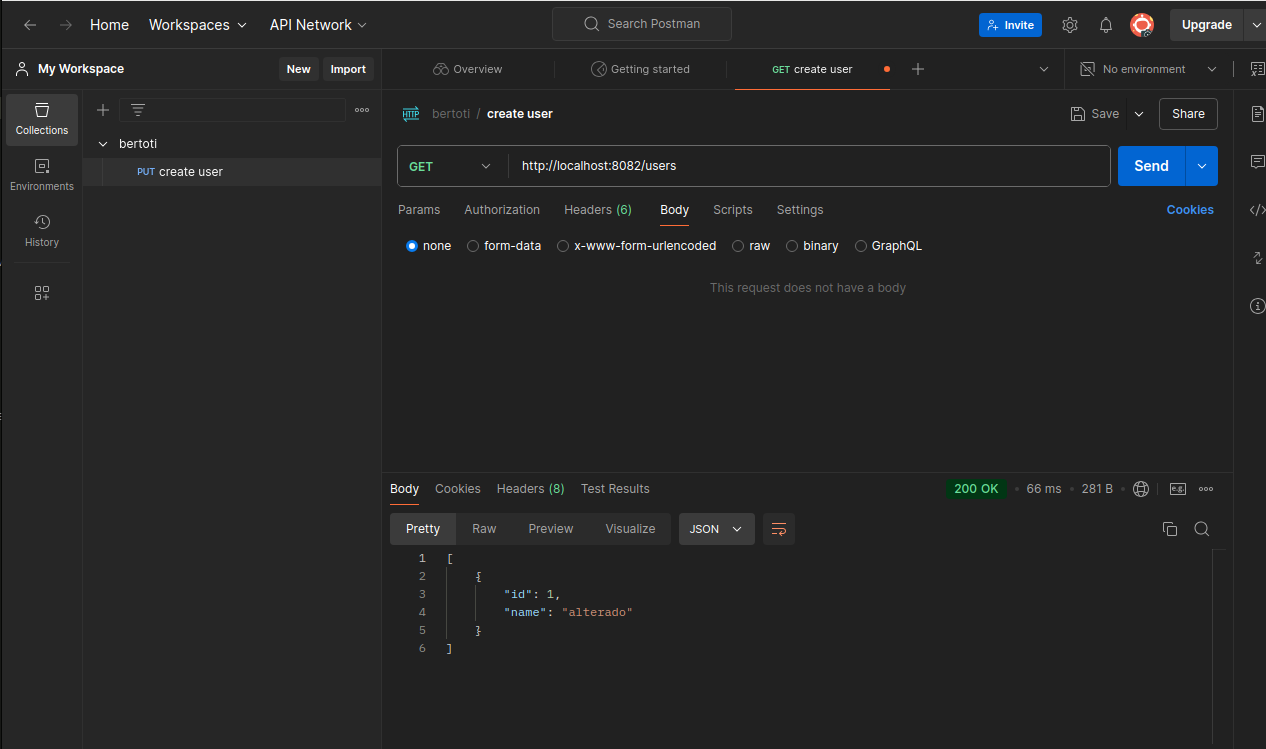 Home Workspaces API Network Search Postman Invite Upgrade
My Workspace New Import Overview Getting started GET create user No environment
Collections
Environments
History
bertoti
PUT create user
HTTP bertoti / create user Save Share
GET http://localhost:8082/users Send
Params Authorization Headers (6) Body Scripts Settings Cookies
none form-data x-www-form-urlencoded raw binary GraphQL
This request does not have a body
Body Cookies Headers (8) Test Results 200 OK • 66 ms • 281 B • e.g.
Pretty Raw Preview Visualize JSON
1 [
2 {
3 "id": 1,
4 "name": "alterado"
5 }
6 ]